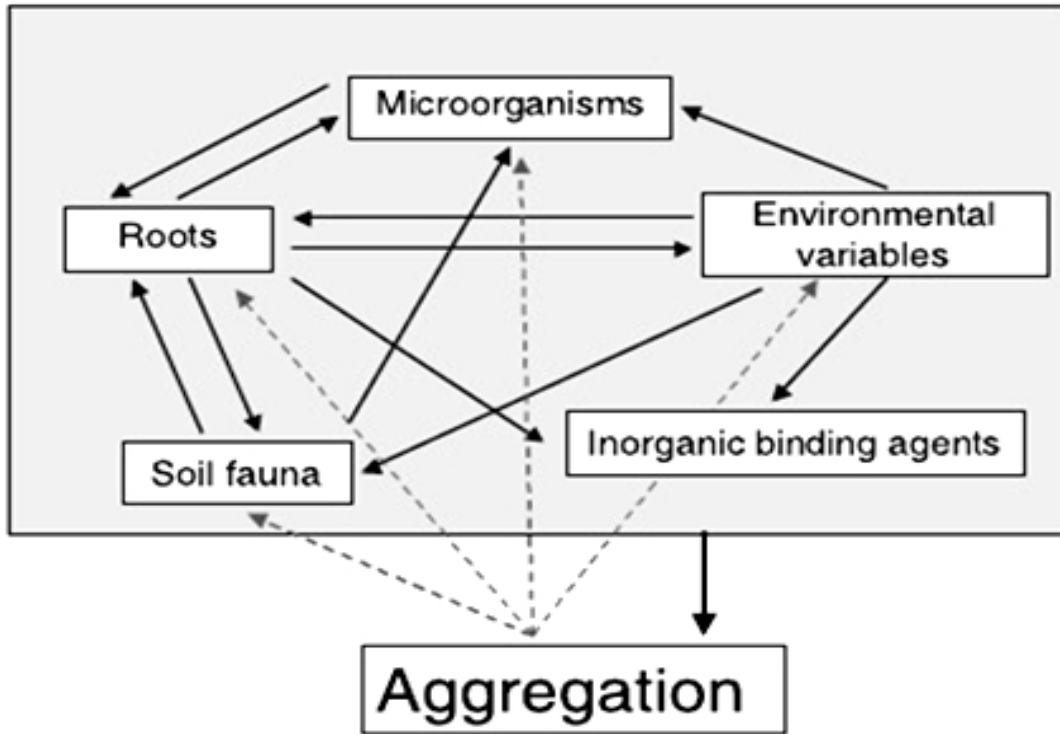 Microorganisms
Roots
Environmental
variables
Soil fauna
Inorganic binding agents
Aggregation